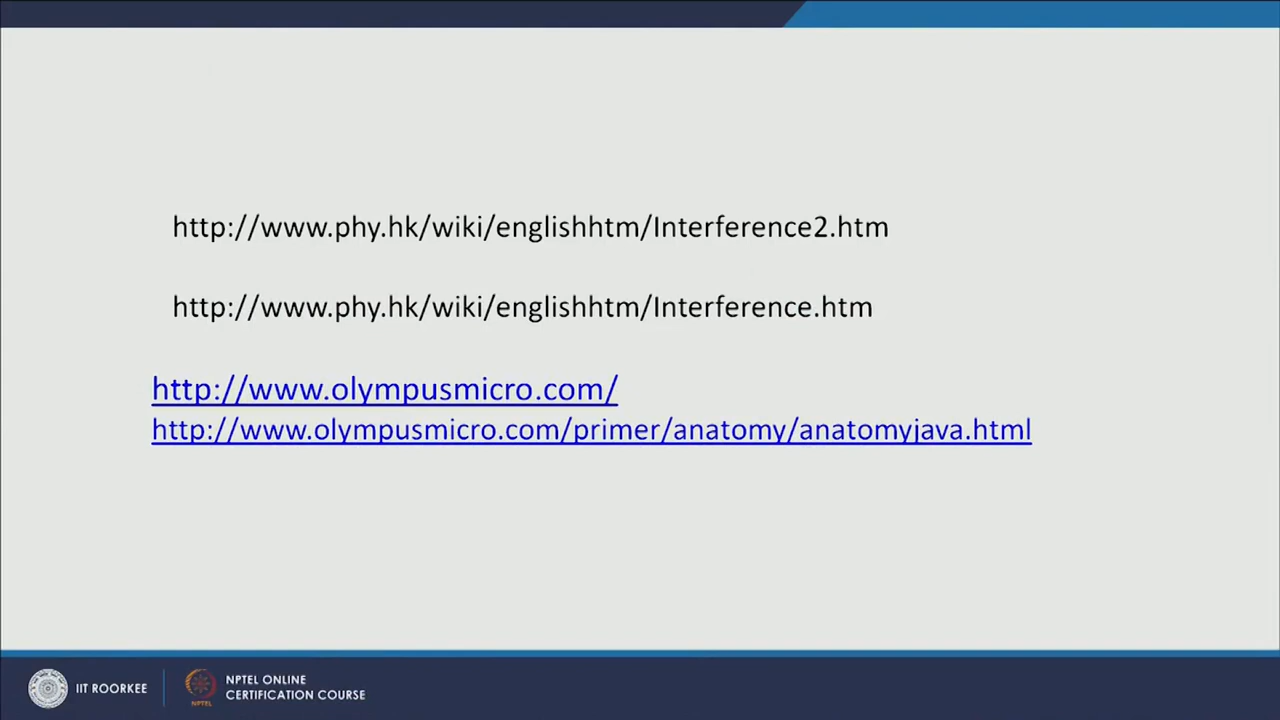 http://www.phy.hk/wiki/englishhtm/Interference2.htm
http://www.phy.hk/wiki/englishhtm/Interference.htm
http://www.olympusmicro.com/
http://www.olympusmicro.com/primer/anatomy/anatomyjava.html
IIT ROORKEE
NPTEL
NPTEL ONLINE
CERTIFICATION COURSE